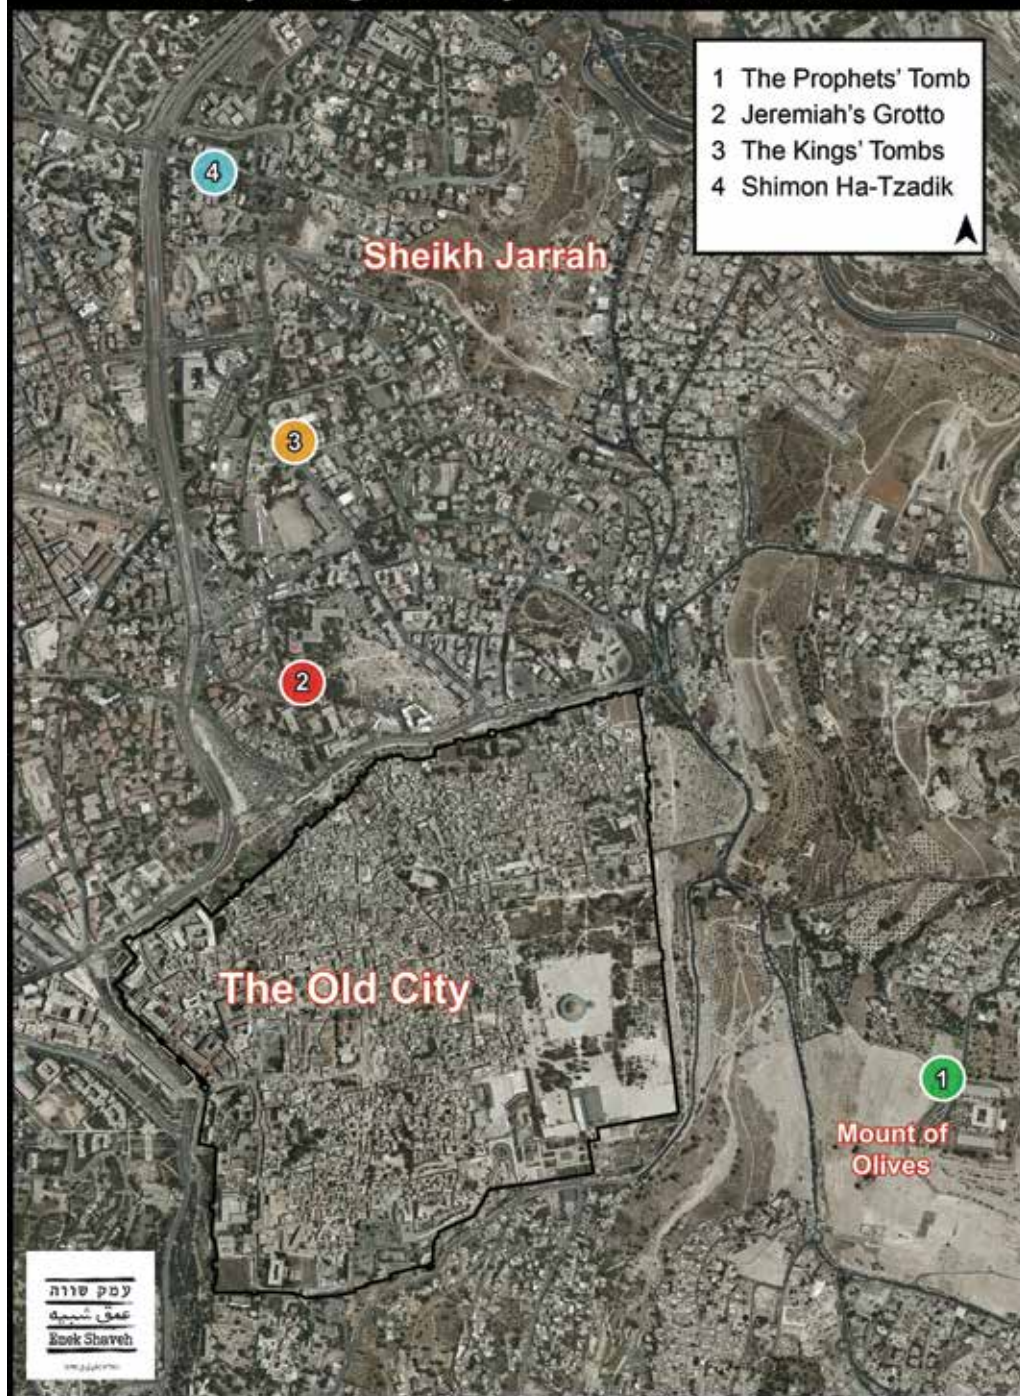 1 The Prophets' Tomb
2 Jeremiah's Grotto
3 The Kings' Tombs
4 Shimon Ha-Tzadik
4
Sheikh Jarrah
3
2
The Old City
1
Mount of
Olives
עמק שווה
عمق شبيه
Emek Shaveh